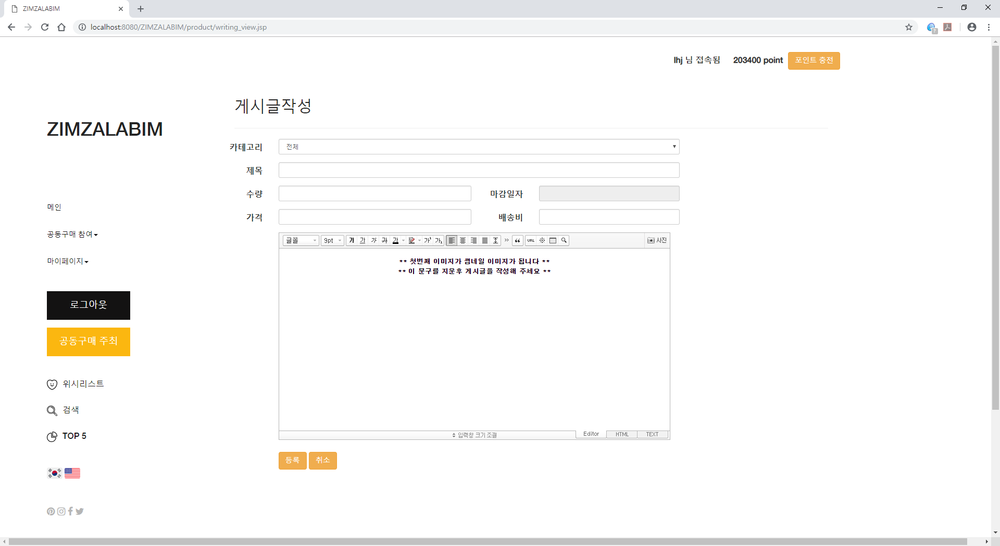 ZIMZALABIM
localhost:8080/ZIMZALABIM/product/writing_view.jsp
lhj 님 접속됨 203400 point 포인트 충전
게시글작성
ZIMZALABIM
카테고리 전체
제목
수량 마감일자
가격 배송비
메인
공동구매 참여
마이페이지
로그아웃
공동구매 주최
위시리스트
검색
TOP 5
글꼴 9pt 가 가 가 가 가 가 가¹ 가₁ URL 사진
** 첫번째 이미지가 썸네일 이미지가 됩니다 **
** 이 문구를 지운후 게시글을 작성해 주세요 **
입력창 크기 조절 Editor HTML TEXT
등록 취소